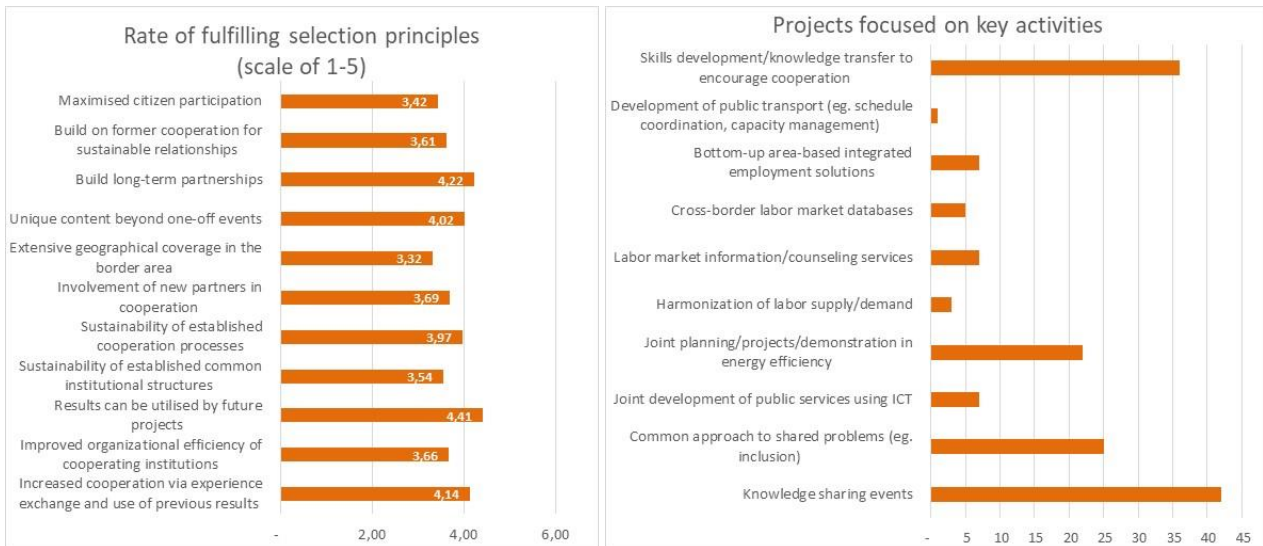 Rate of fulfilling selection principles
(scale of 1-5)
Maximised citizen participation
3,42
Build on former cooperation for
sustainable relationships
3,61
Build long-term partnerships
4,22
Unique content beyond one-off events
4,02
Extensive geographical coverage in the
border area
3,32
Involvement of new partners in
cooperation
3,69
Sustainability of established
cooperation processes
3,97
Sustainability of established common
institutional structures
3,54
Results can be utilised by future
projects
4,41
Improved organizational efficiency of
cooperating institutions
3,66
Increased cooperation via experience
exchange and use of previous results
4,14
- 2,00 4,00 6,00
Projects focused on key activities
Skills development/knowledge transfer to
encourage cooperation
Development of public transport (eg. schedule
coordination, capacity management)
Bottom-up area-based integrated
employment solutions
Cross-border labor market databases
Labor market information/counseling services
Harmonization of labor supply/demand
Joint planning/projects/demonstration in
energy efficiency
Joint development of public services using ICT
Common approach to shared problems (eg.
inclusion)
Knowledge sharing events
- 5 10 15 20 25 30 35 40 45